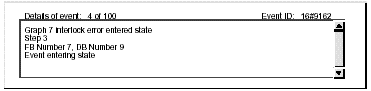 Details of event: 4 of 100 Event ID: 16#9162
Graph 7 interlock error entered state
Step 3
FB Number 7, DB Number 9
Event entering state